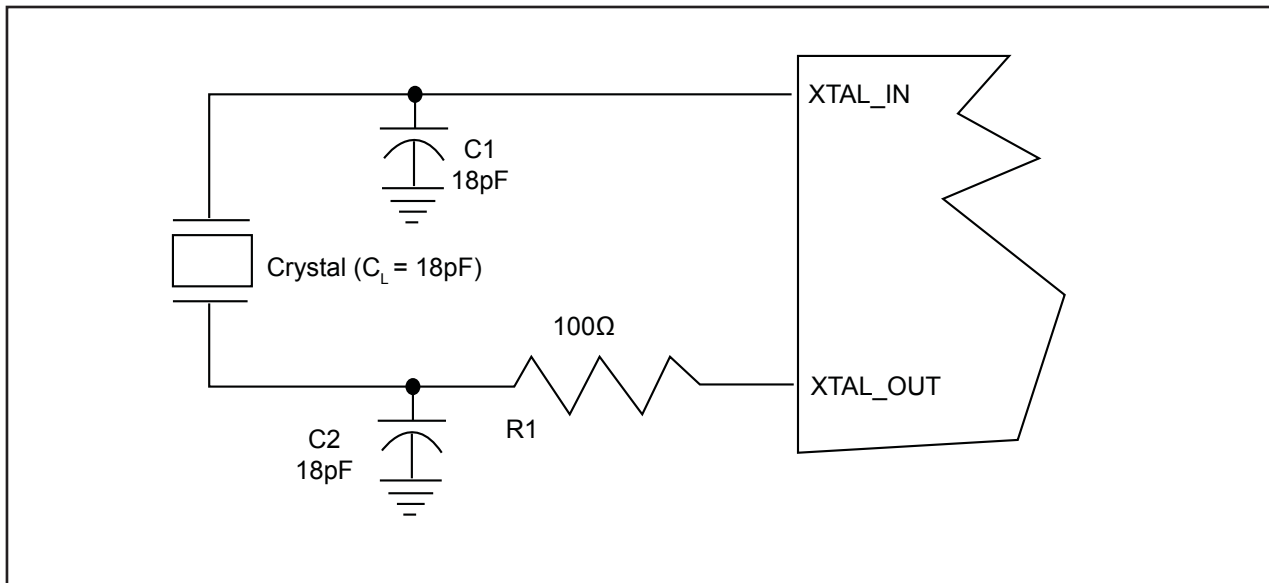 XTAL_IN
C1
18pF
Crystal (C_L = 18pF)
100Ω
XTAL_OUT
R1
C2
18pF